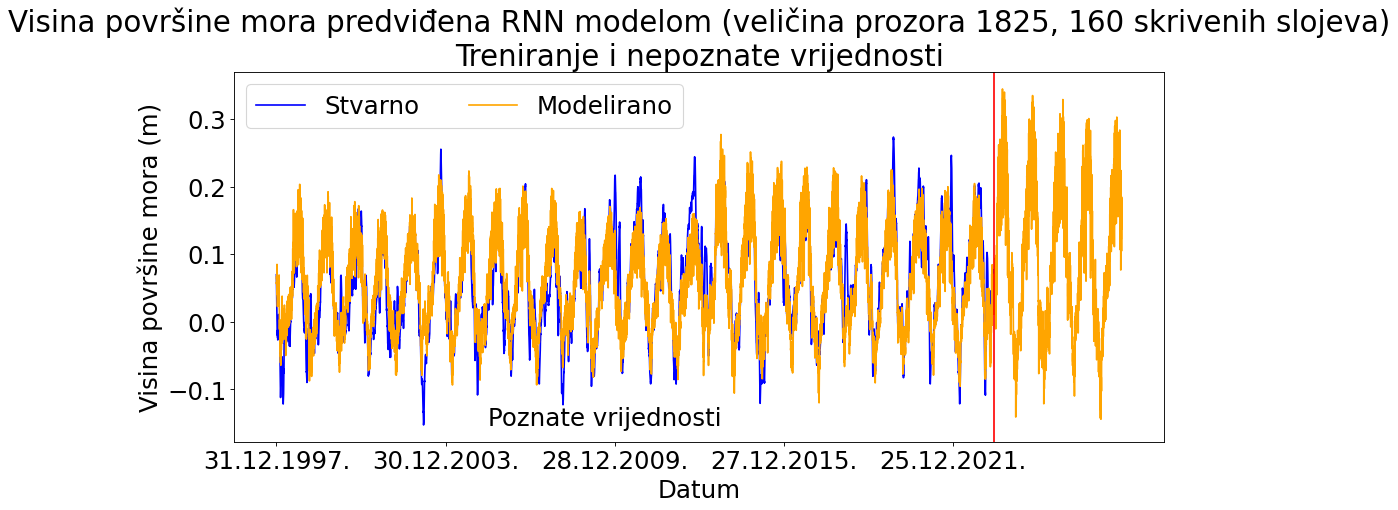 Visina površine mora predviđena RNN modelom (veličina prozora 1825, 160 skrivenih slojeva)
Treniranje i nepoznate vrijednosti
Stvarno
Modelirano
Visina površine mora (m)
0.3
0.2
0.1
0.0
−0.1
Poznate vrijednosti
31.12.1997.
30.12.2003.
28.12.2009.
27.12.2015.
25.12.2021.
Datum